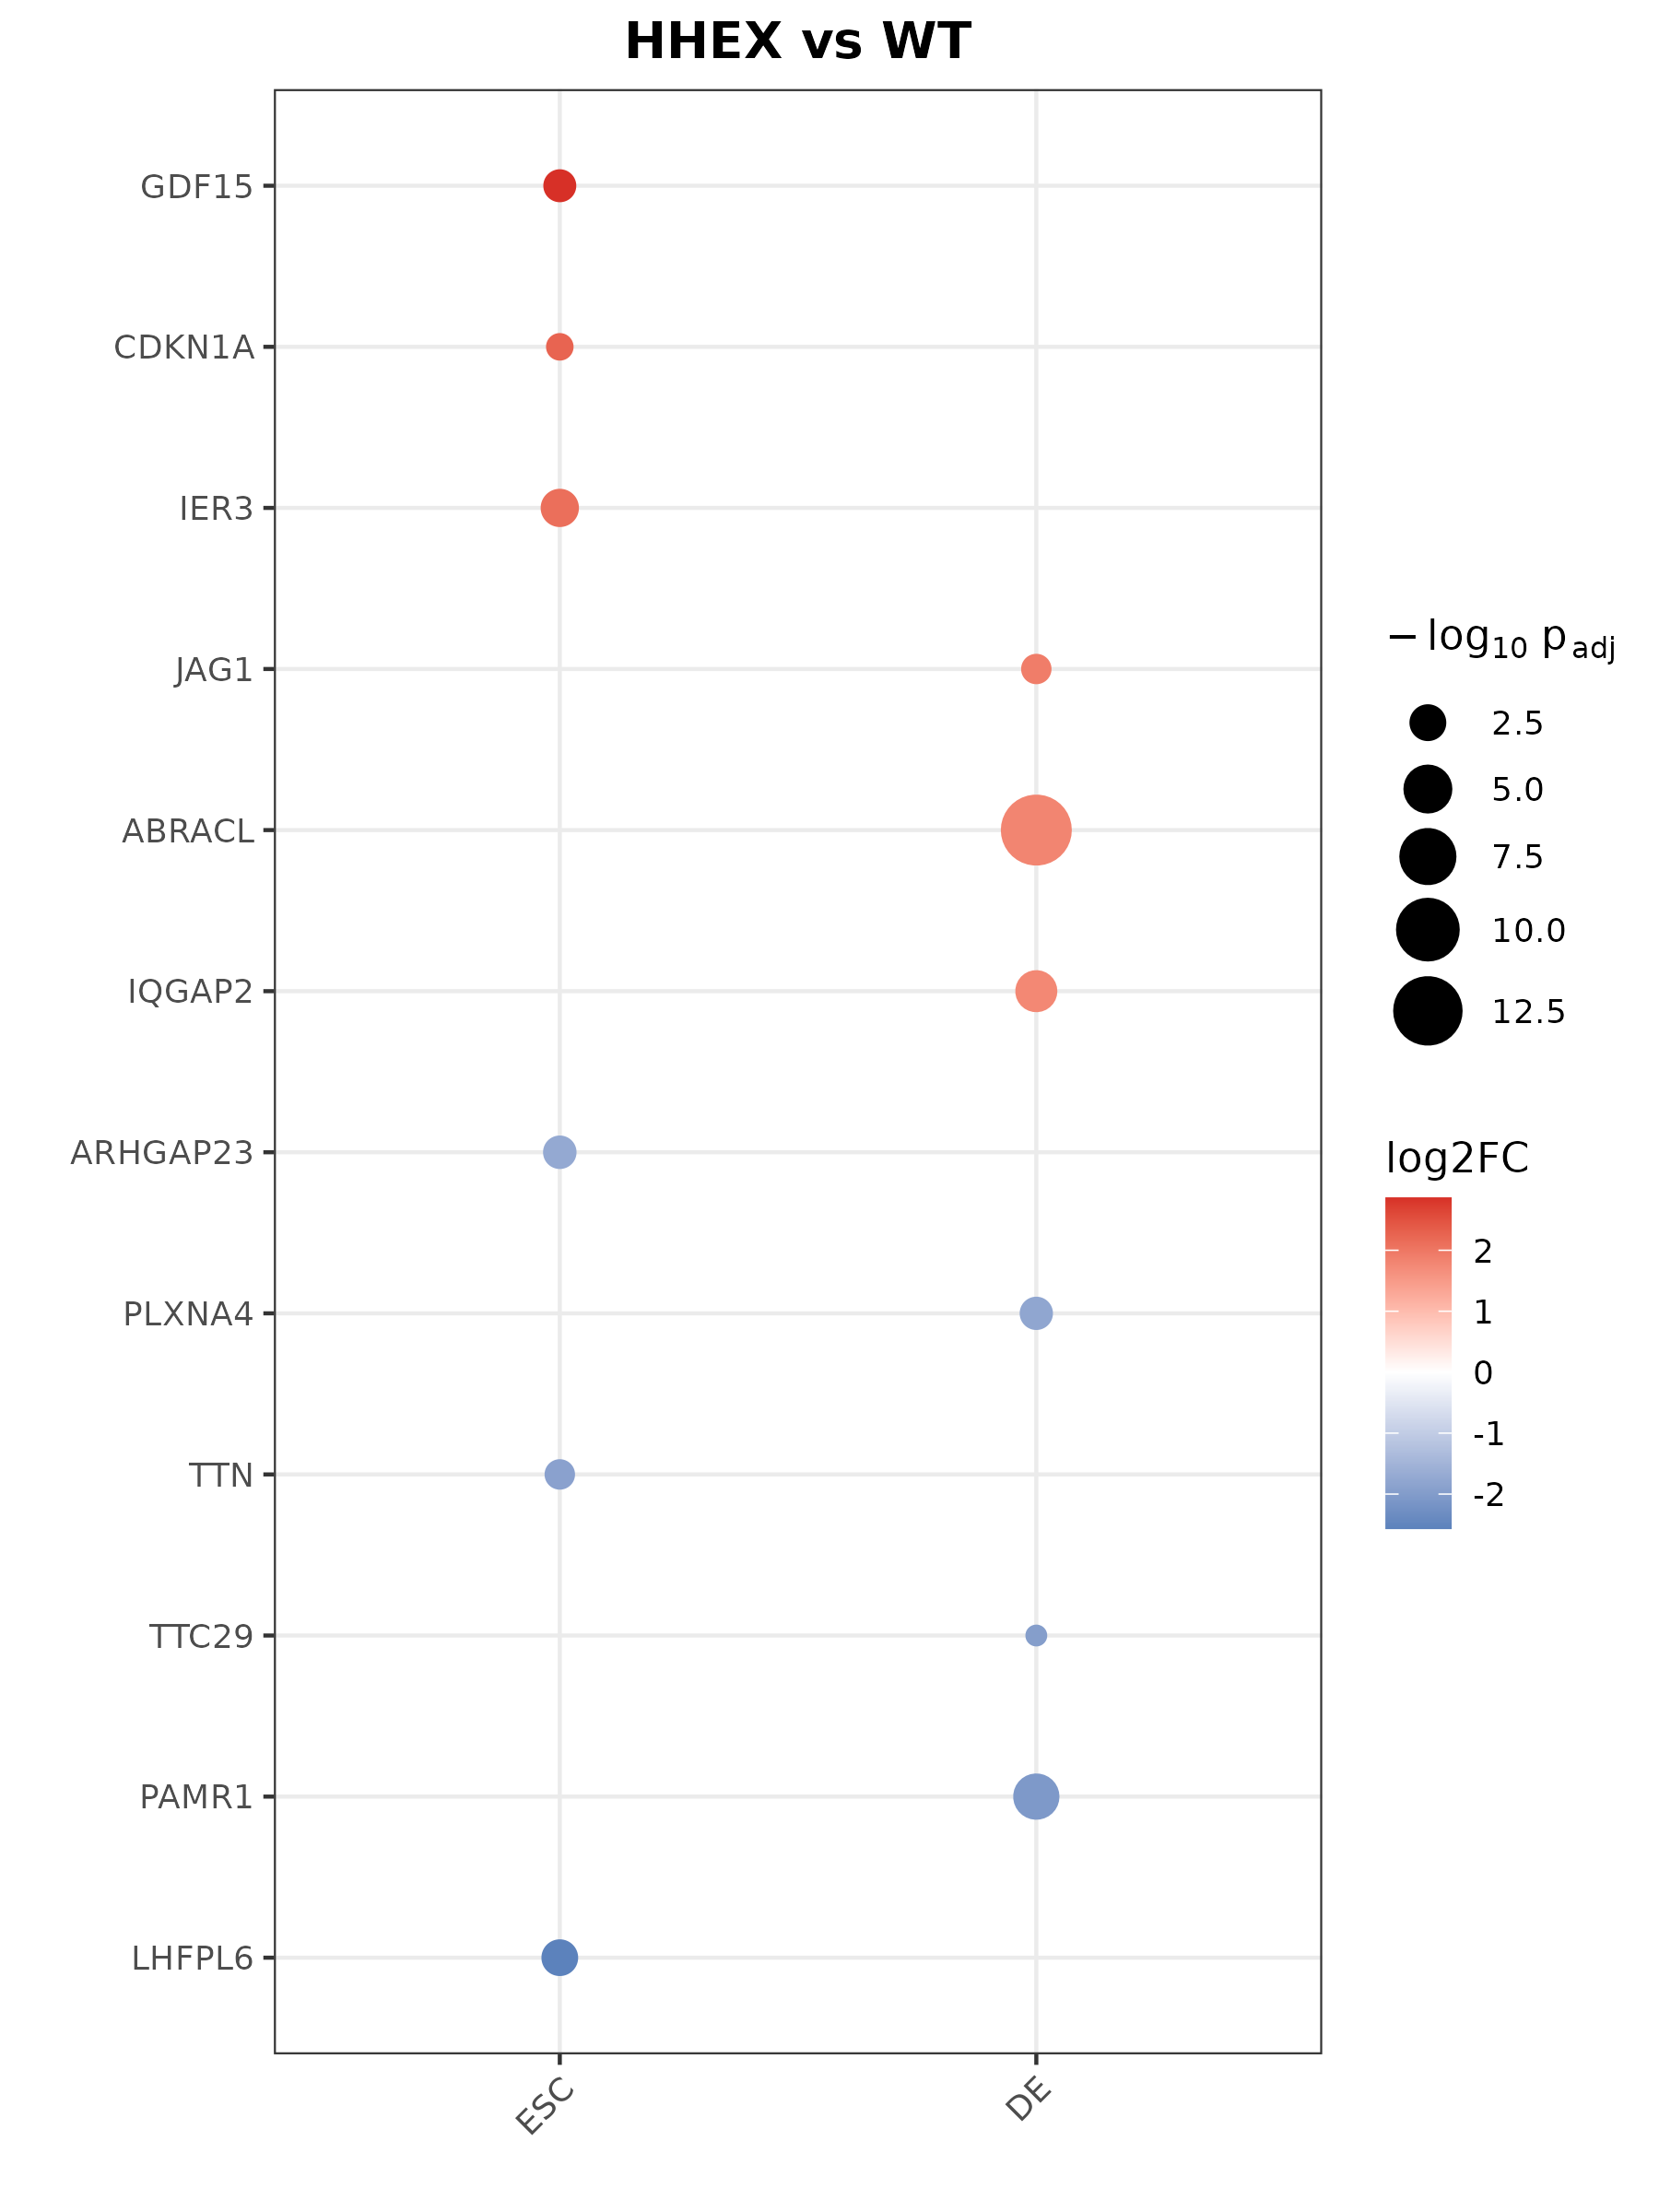 HHEX vs WT
GDF15
CDKN1A
IER3
JAG1
ABRACL
IQGAP2
ARHGAP23
PLXNA4
TTN
TTC29
PAMR1
LHFPL6
ESC
DE
−log10 padj
2.5
5.0
7.5
10.0
12.5
log2FC
2
1
0
-1
-2